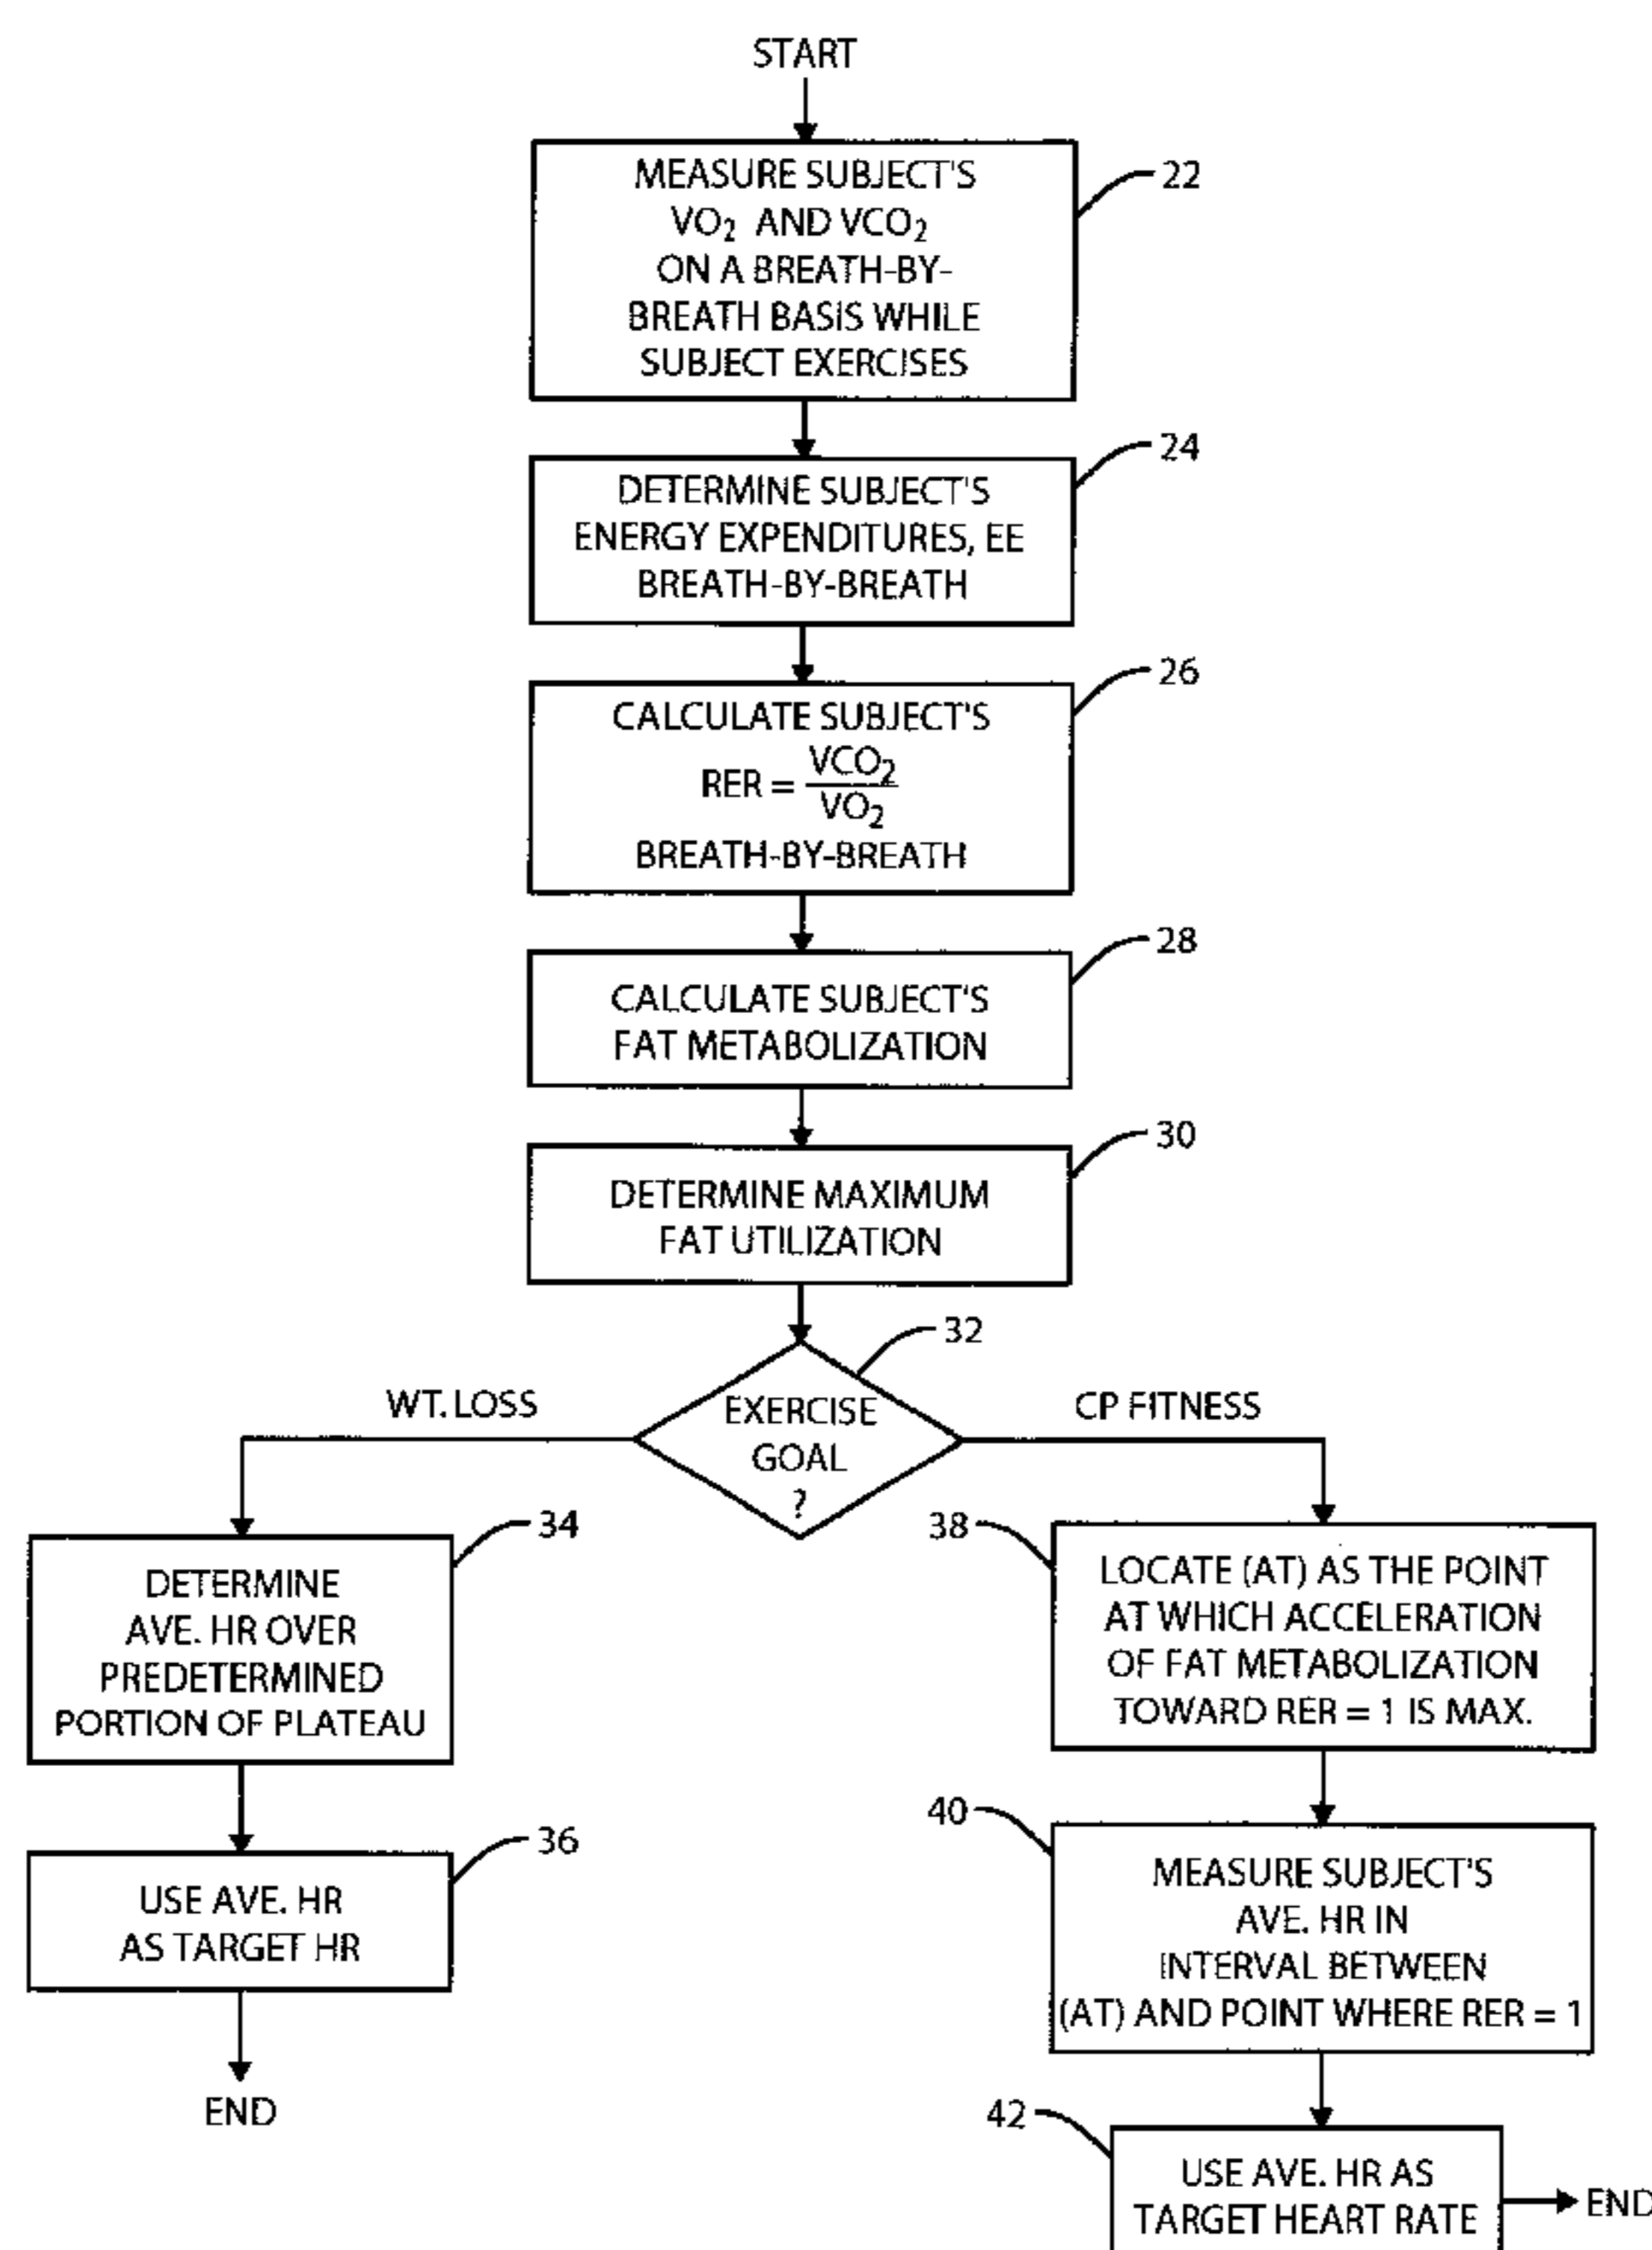 START
MEASURE SUBJECT'S
VO₂ AND VCO₂
ON A BREATH-BY-
BREATH BASIS WHILE
SUBJECT EXERCISES
22
DETERMINE SUBJECT'S
ENERGY EXPENDITURES, EE
BREATH-BY-BREATH
24
CALCULATE SUBJECT'S
RER = VCO₂ / VO₂
BREATH-BY-BREATH
26
CALCULATE SUBJECT'S
FAT METABOLIZATION
28
DETERMINE MAXIMUM
FAT UTILIZATION
30
EXERCISE
GOAL
?
32
WT. LOSS
CP FITNESS
DETERMINE
AVE. HR OVER
PREDETERMINED
PORTION OF PLATEAU
34
USE AVE. HR
AS TARGET HR
36
END
38
LOCATE (AT) AS THE POINT
AT WHICH ACCELERATION
OF FAT METABOLIZATION
TOWARD RER = 1 IS MAX.
40
MEASURE SUBJECT'S
AVE. HR IN
INTERVAL BETWEEN
(AT) AND POINT WHERE RER = 1
42
USE AVE. HR AS
TARGET HEART RATE
END